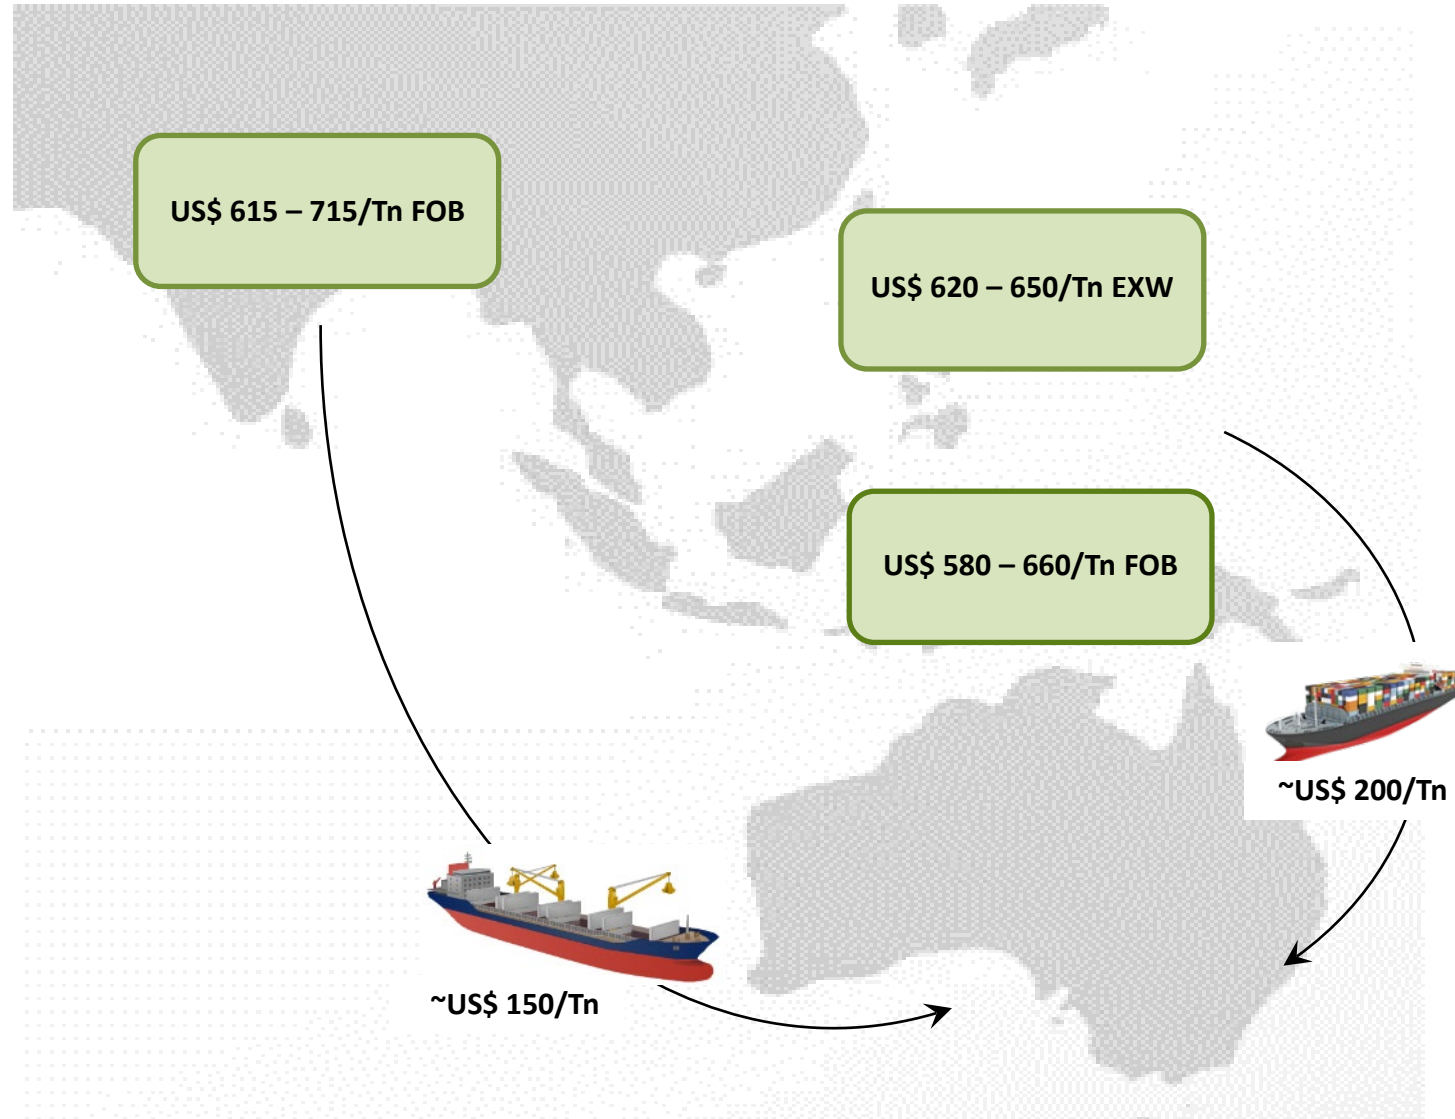 US$ 615 – 715/Tn FOB
US$ 620 – 650/Tn EXW
US$ 580 – 660/Tn FOB
~US$ 200/Tn
~US$ 150/Tn